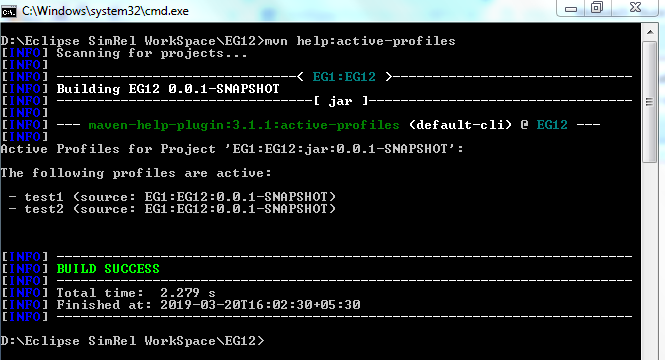 C:\Windows\system32\cmd.exe
D:\Eclipse SimRel WorkSpace\EG12>mvn help:active-profiles
[INFO] Scanning for projects...
[INFO]
[INFO] -----------------------------< EG1:EG12 >------------------------------
[INFO] Building EG12 0.0.1-SNAPSHOT
[INFO] --------------------------------[ jar ]---------------------------------
[INFO]
[INFO] --- maven-help-plugin:3.1.1:active-profiles (default-cli) @ EG12 ---
[INFO]
Active Profiles for Project 'EG1:EG12:jar:0.0.1-SNAPSHOT':
The following profiles are active:
- test1 (source: EG1:EG12:0.0.1-SNAPSHOT)
- test2 (source: EG1:EG12:0.0.1-SNAPSHOT)
[INFO] ------------------------------------------------------------------------
[INFO] BUILD SUCCESS
[INFO] ------------------------------------------------------------------------
[INFO] Total time:  2.279 s
[INFO] Finished at: 2019-03-20T16:02:30+05:30
[INFO] ------------------------------------------------------------------------
D:\Eclipse SimRel WorkSpace\EG12>